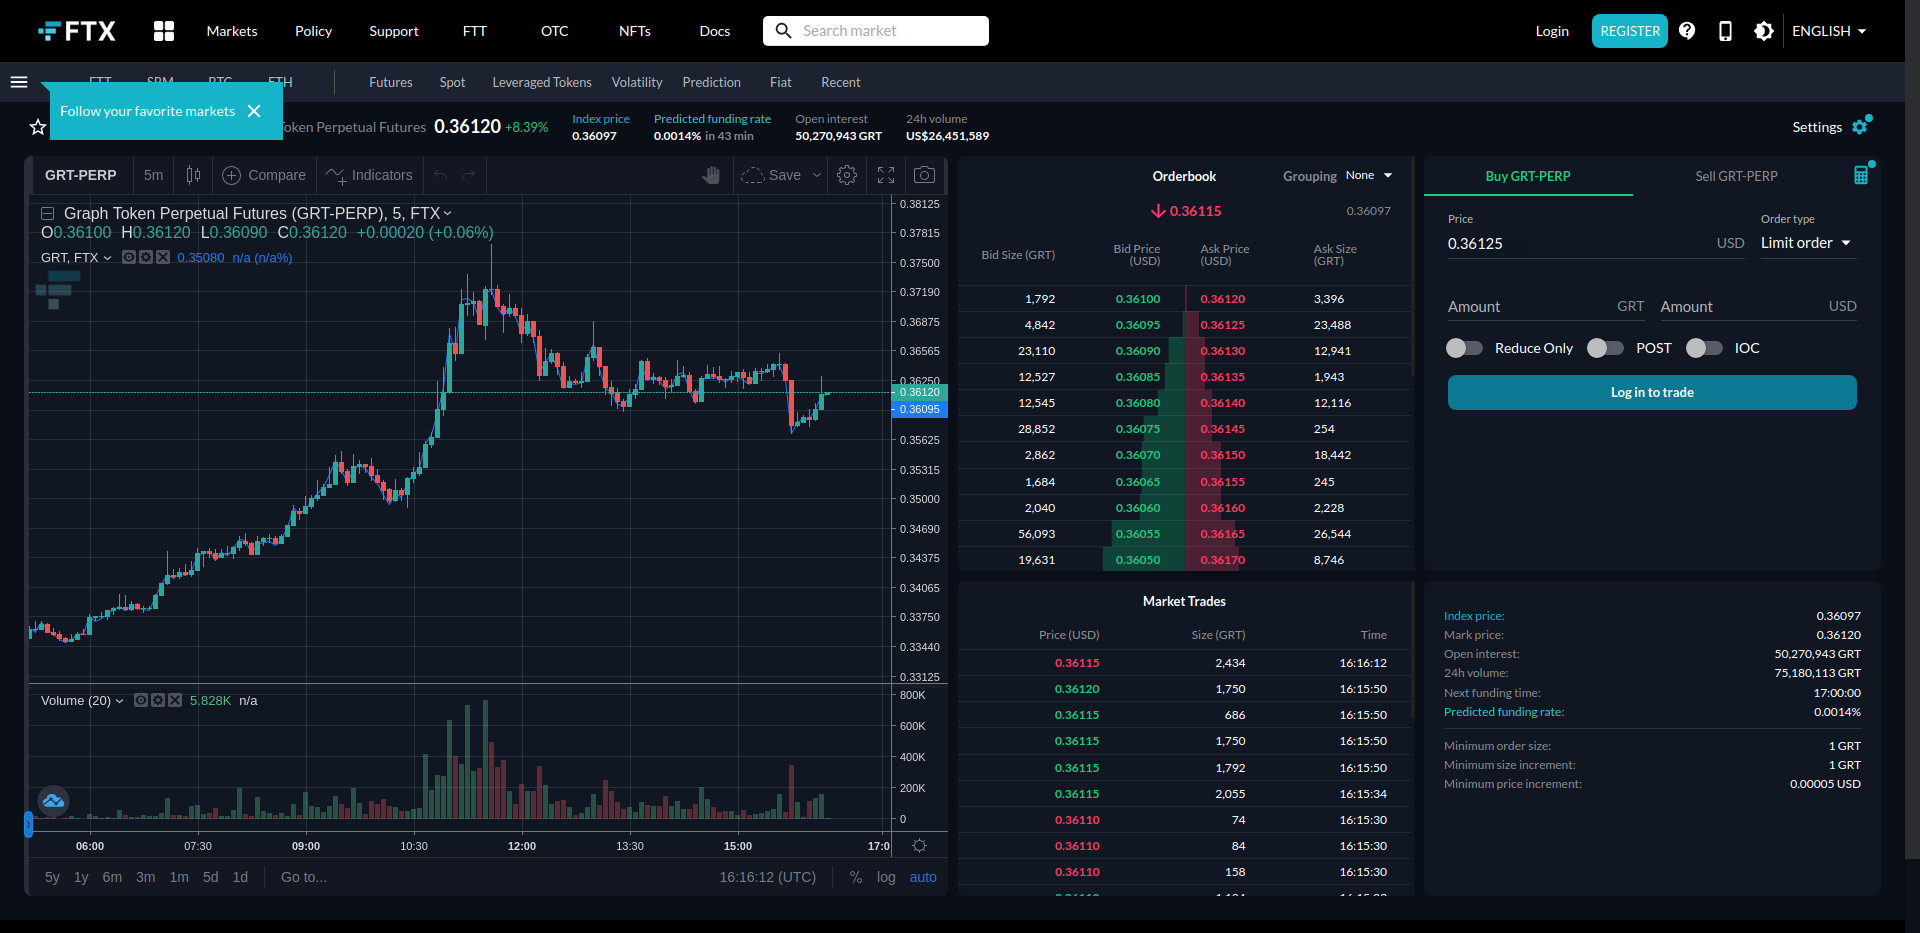 FTX Markets Policy Support FTT OTC NFTs Docs Search market Login REGISTER ENGLISH
FTT SRM BTC ETH Futures Spot Leveraged Tokens Volatility Prediction Fiat Recent
Follow your favorite markets
Token Perpetual Futures 0.36120 +8.39%
Index price
0.36097
Predicted funding rate
0.0014% in 43 min
Open interest
50,270,943 GRT
24h volume
US$26,451,589
Settings
GRT-PERP 5m Compare Indicators Save
Graph Token Perpetual Futures (GRT-PERP), 5, FTX
O0.36100 H0.36120 L0.36090 C0.36120 +0.00020 (+0.06%)
GRT, FTX 0.35080 n/a (n/a%)
0.38125
0.37815
0.37500
0.37190
0.36875
0.36565
0.36250
0.36120
0.36095
0.35625
0.35315
0.35000
0.34690
0.34375
0.34065
0.33750
0.33440
0.33125
Volume (20) 5.828K n/a
800K
600K
400K
200K
0
06:00 07:30 09:00 10:30 12:00 13:30 15:00 17:0
5y 1y 6m 3m 1m 5d 1d Go to... 16:16:12 (UTC) % log auto
Orderbook Grouping None
0.36115 0.36097
Bid Size (GRT) Bid Price (USD) Ask Price (USD) Ask Size (GRT)
1,792 0.36100 0.36120 3,396
4,842 0.36095 0.36125 23,488
23,110 0.36090 0.36130 12,941
12,527 0.36085 0.36135 1,943
12,545 0.36080 0.36140 12,116
28,852 0.36075 0.36145 254
2,862 0.36070 0.36150 18,442
1,684 0.36065 0.36155 245
2,040 0.36060 0.36160 2,228
56,093 0.36055 0.36165 26,544
19,631 0.36050 0.36170 8,746
Market Trades
Price (USD) Size (GRT) Time
0.36115 2,434 16:16:12
0.36120 1,750 16:15:50
0.36115 686 16:15:50
0.36115 1,750 16:15:50
0.36115 1,792 16:15:50
0.36115 2,055 16:15:34
0.36110 74 16:15:30
0.36110 84 16:15:30
0.36110 158 16:15:30
Buy GRT-PERP Sell GRT-PERP
Price Order type
0.36125 USD Limit order
Amount GRT Amount USD
Reduce Only POST IOC
Log in to trade
Index price: 0.36097
Mark price: 0.36120
Open interest: 50,270,943 GRT
24h volume: 75,180,113 GRT
Next funding time: 17:00:00
Predicted funding rate: 0.0014%
Minimum order size: 1 GRT
Minimum size increment: 1 GRT
Minimum price increment: 0.00005 USD